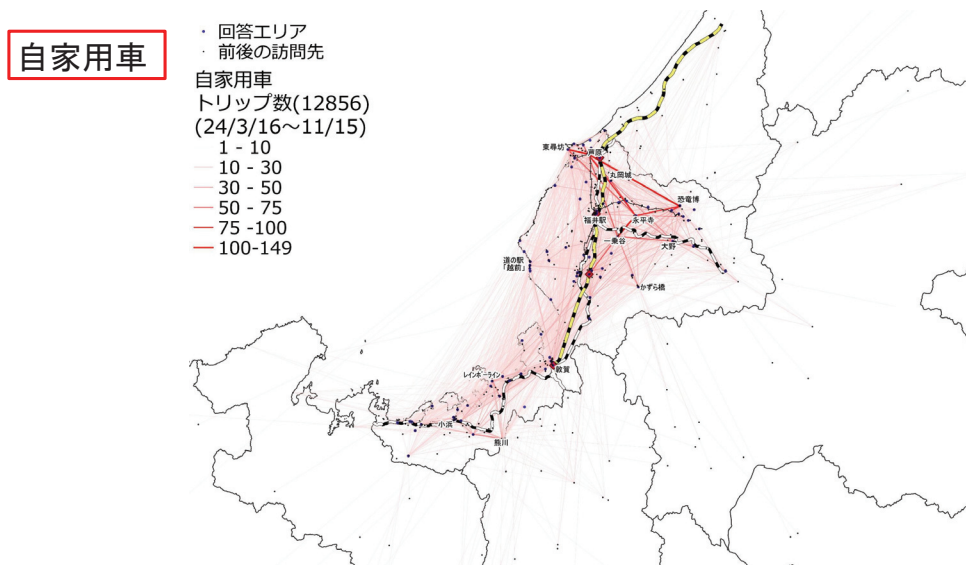 自家用車
回答エリア
前後の訪問先
自家用車
トリップ数(12856)
(24/3/16～11/15)
1 - 10
10 - 30
30 - 50
50 - 75
75 -100
100-149
東尋坊
芦原
丸岡城
恐竜博
福井駅
永平寺
一乗谷
大野
道の駅
「越前」
かずら橋
レインボーライン
敦賀
小浜
熊川